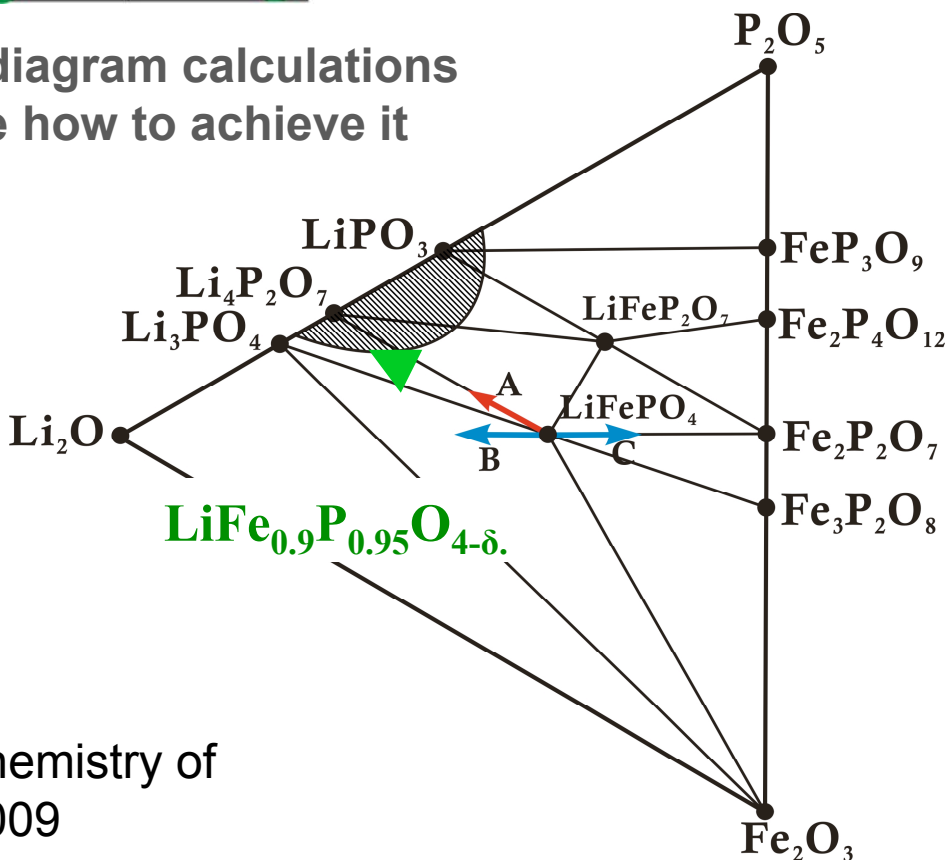 diagram calculations
e how to achieve it
P₂O₅
LiPO₃
FeP₃O₉
Li₄P₂O₇
LiFeP₂O₇
Li₃PO₄
Fe₂P₄O₁₂
A
LiFePO₄
Li₂O
Fe₂P₂O₇
B
C
Fe₃P₂O₈
LiFe₀.₉P₀.₉₅O₄₋δ.
hemistry of
009
Fe₂O₃